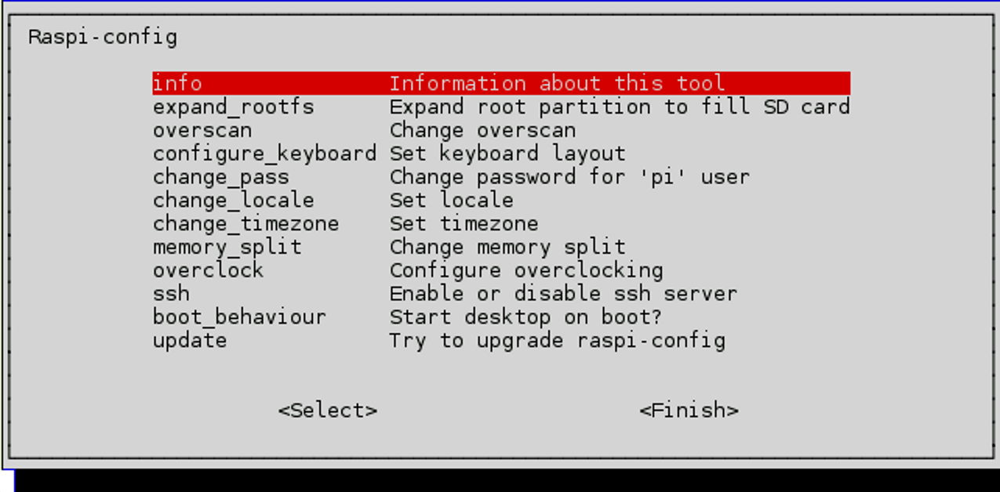 Raspi-config
info Information about this tool
expand_rootfs Expand root partition to fill SD card
overscan Change overscan
configure_keyboard Set keyboard layout
change_pass Change password for 'pi' user
change_locale Set locale
change_timezone Set timezone
memory_split Change memory split
overclock Configure overclocking
ssh Enable or disable ssh server
boot_behaviour Start desktop on boot?
update Try to upgrade raspi-config
<Select> <Finish>